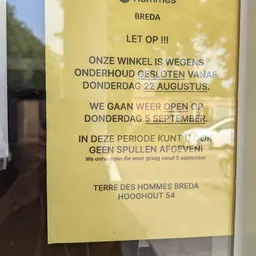 hommes
BREDA
LET OP !!!
ONZE WINKEL IS WEGENS
ONDERHOUD GESLOTEN VANAF
DONDERDAG 22 AUGUSTUS.
WE GAAN WEER OPEN OP
DONDERDAG 5 SEPTEMBER.
IN DEZE PERIODE KUNT U OOK
GEEN SPULLEN AFGEVEN!
We ontvangen die weer graag vanaf 5 september
TERRE DES HOMMES BREDA
HOOGHOUT 54